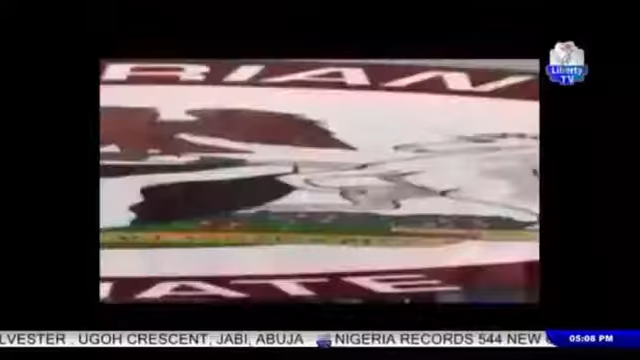 RIAN
Liberty
TV
ATE
LVESTER . UGOH CRESCENT, JABI, ABUJA NIGERIA RECORDS 544 NEW
05:06 PM